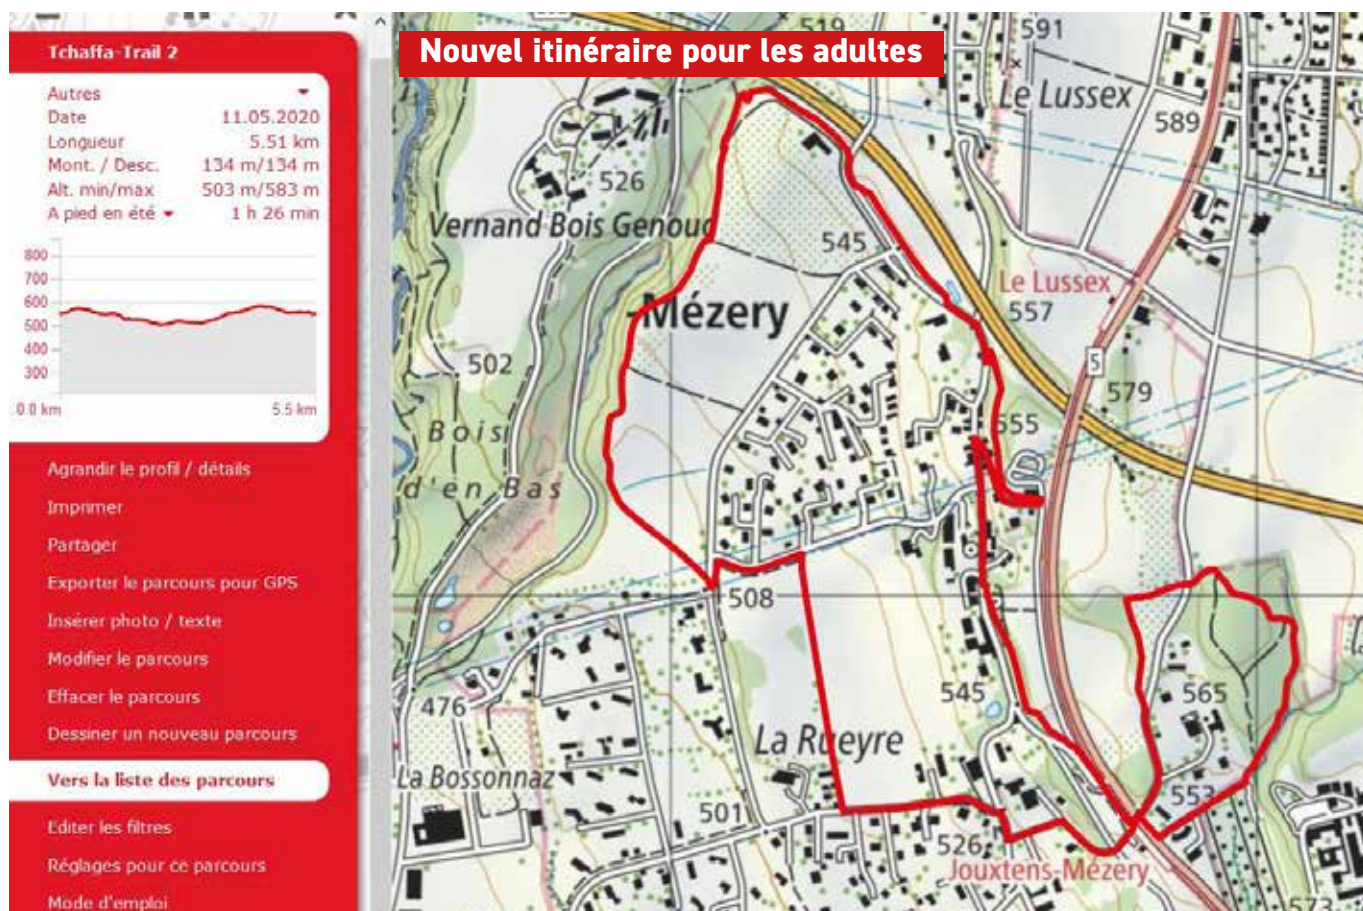 Tchaffa-Trail 2
Autres
Date 11.05.2020
Longueur 5.51 km
Mont. / Desc. 134 m/134 m
Alt. min/max 503 m/583 m
A pied en été 1 h 26 min
800
700
600
500
400
300
0.0 km 5.5 km
Agrandir le profil / détails
Imprimer
Partager
Exporter le parcours pour GPS
Insérer photo / texte
Modifier le parcours
Effacer le parcours
Dessiner un nouveau parcours
Vers la liste des parcours
Editer les filtres
Réglages pour ce parcours
Mode d'emploi
Nouvel itinéraire pour les adultes
519
591
Le Lussex
589
526
Vernand Bois Genoud
545
Le Lussex
557
Mézery
502
5
579
Bois
d'en Bas
555
508
476
545
565
La Rueyre
La Bossonnaz
501
553
526
Jouxtens-Mézery
573